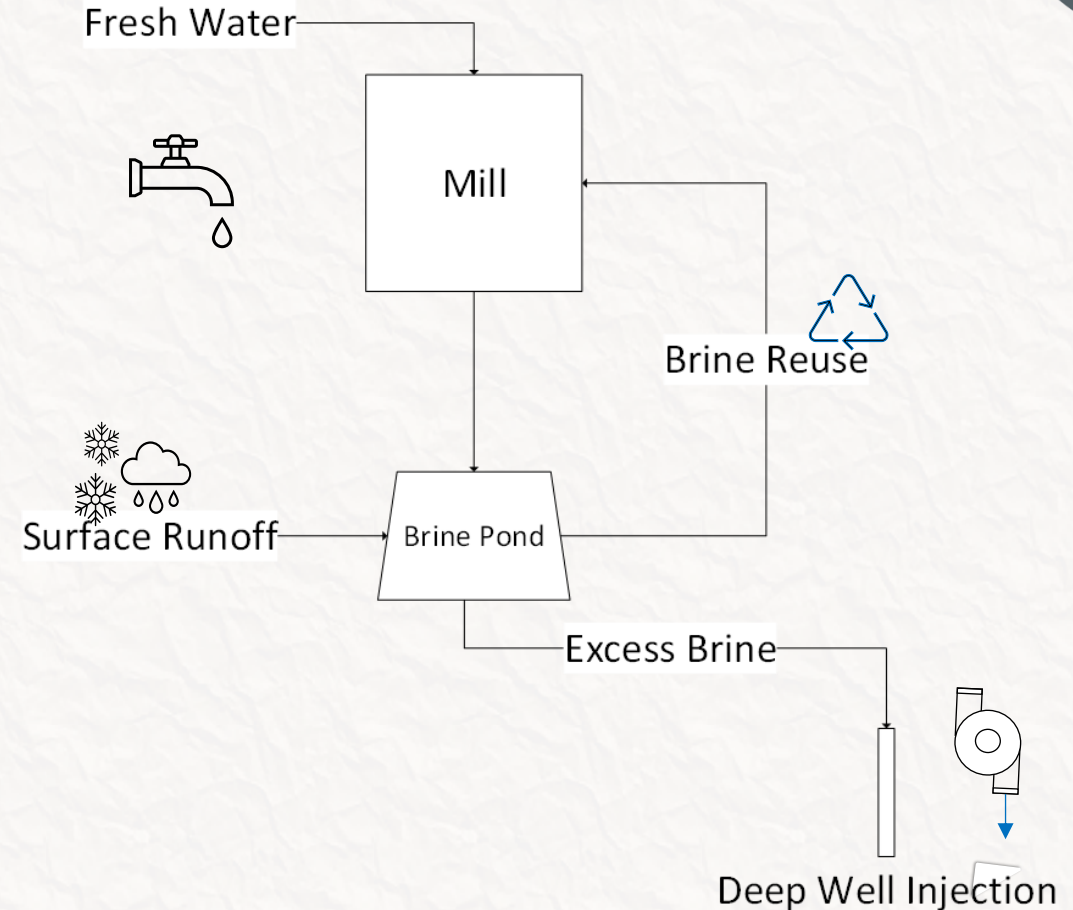 Fresh Water
Mill
Brine Reuse
Surface Runoff
Brine Pond
Excess Brine
Deep Well Injection